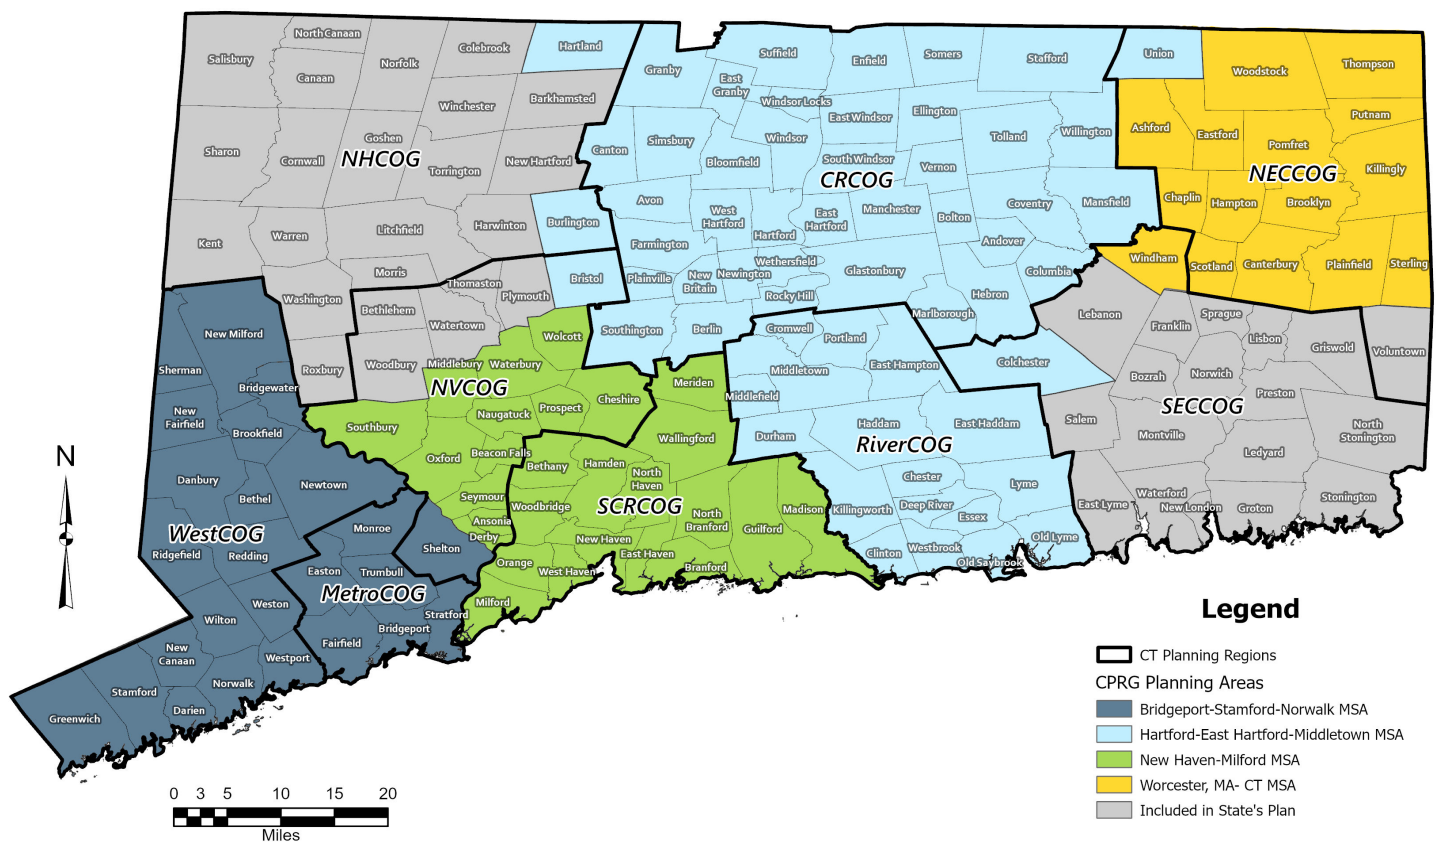 North Canaan
Colebrook
Hartland
Salisbury
Canaan
Norfolk
Winchester
Barkhamsted
Sharon
Cornwall
Goshen
NHCOG
Torrington
New Hartford
Kent
Warren
Litchfield
Harwinton
Burlington
Morris
Washington
Roxbury
Granby
Suffield
East
Granby
Windsor Locks
Enfield
Somers
Stafford
Union
East Windsor
Ellington
Tolland
Willington
Canton
Simsbury
Bloomfield
Windsor
South Windsor
CRCOG
Vernon
Avon
West
Hartford
Hartford
East
Hartford
Manchester
Bolton
Coventry
Mansfield
Farmington
Andover
Columbia
Bristol
Plainville
New
Britain
Newington
Wethersfield
Rocky Hill
Glastonbury
Hebron
Marlborough
Southington
Berlin
Woodstock
Thompson
Putnam
Ashford
Eastford
Pomfret
Killingly
NECCOG
Chaplin
Hampton
Brooklyn
Windham
Scotland
Canterbury
Plainfield
Sterling
Thomaston
Plymouth
Bethlehem
Watertown
Woodbury
Middlebury
Waterbury
Wolcott
NVCOG
Southbury
Naugatuck
Prospect
Cheshire
Oxford
Beacon Falls
Seymour
Ansonia
Derby
Shelton
Meriden
Wallingford
Bethany
Hamden
North
Haven
Woodbridge
SCRCOG
North
Branford
Guilford
Madison
New Haven
East Haven
Branford
Orange
West Haven
Milford
Cromwell
Portland
East Hampton
Middletown
Middlefield
Durham
Haddam
East Haddam
RiverCOG
Chester
Lyme
Killingworth
Deep River
Essex
Clinton
Westbrook
Old Saybrook
Old Lyme
Lebanon
Colchester
Franklin
Sprague
Lisbon
Griswold
Voluntown
Bozrah
Norwich
Preston
SECCOG
Salem
Montville
North
Stonington
Ledyard
East Lyme
Waterford
New London
Groton
Stonington
New Milford
Sherman
Bridgewater
New
Fairfield
Brookfield
Danbury
Bethel
Newtown
WestCOG
Ridgefield
Redding
Weston
Wilton
New
Canaan
Westport
Stamford
Norwalk
Darien
Greenwich
Monroe
Easton
Trumbull
MetroCOG
Stratford
Bridgeport
Fairfield
N
0 3 5 10 15 20
Miles
Legend
CT Planning Regions
CPRG Planning Areas
Bridgeport-Stamford-Norwalk MSA
Hartford-East Hartford-Middletown MSA
New Haven-Milford MSA
Worcester, MA- CT MSA
Included in State's Plan